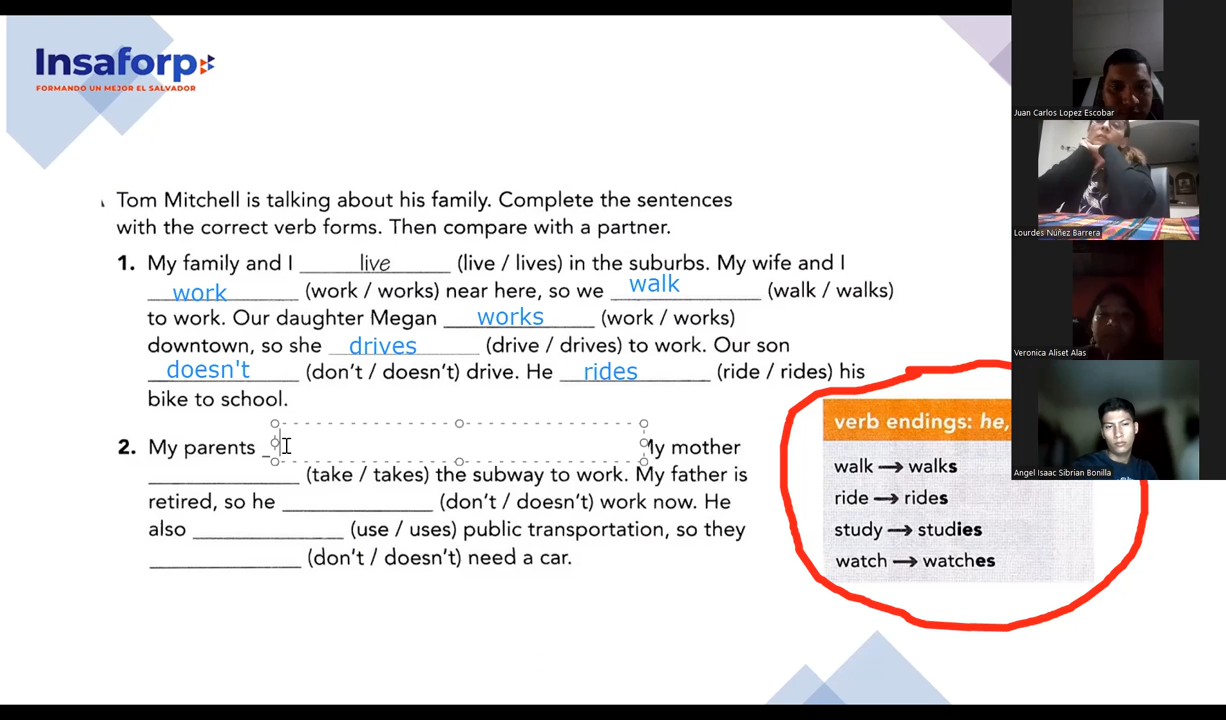 Insaforp
FORMANDO UN MEJOR EL SALVADOR
Tom Mitchell is talking about his family. Complete the sentences
with the correct verb forms. Then compare with a partner.
1. My family and I live (live / lives) in the suburbs. My wife and I
work (work / works) near here, so we walk (walk / walks)
to work. Our daughter Megan works (work / works)
downtown, so she drives (drive / drives) to work. Our son
doesn't (don't / doesn't) drive. He rides (ride / rides) his
bike to school.
2. My parents My mother
(take / takes) the subway to work. My father is
retired, so he (don't / doesn't) work now. He
also (use / uses) public transportation, so they
(don't / doesn't) need a car.
verb endings: he,
walk → walks
ride → rides
study → studies
watch → watches
Juan Carlos Lopez Escobar
Lourdes Núñez Barrera
Veronica Aliset Alas
Angel Isaac Sibrian Bonilla